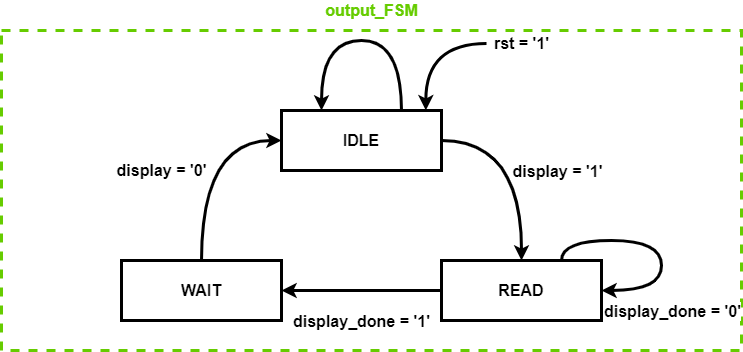 output_FSM
rst = '1'
IDLE
display = '0'
display = '1'
WAIT
READ
display_done = '0'
display_done = '1'